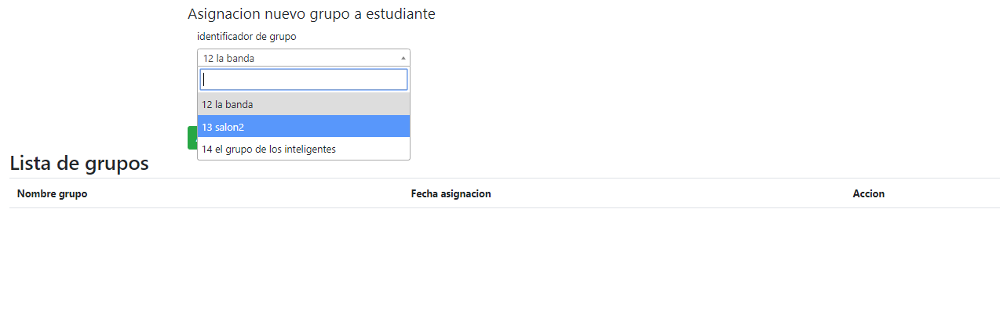 Asignacion nuevo grupo a estudiante
identificador de grupo
12 la banda
12 la banda
13 salon2
14 el grupo de los inteligentes
Lista de grupos
Nombre grupo Fecha asignacion Accion